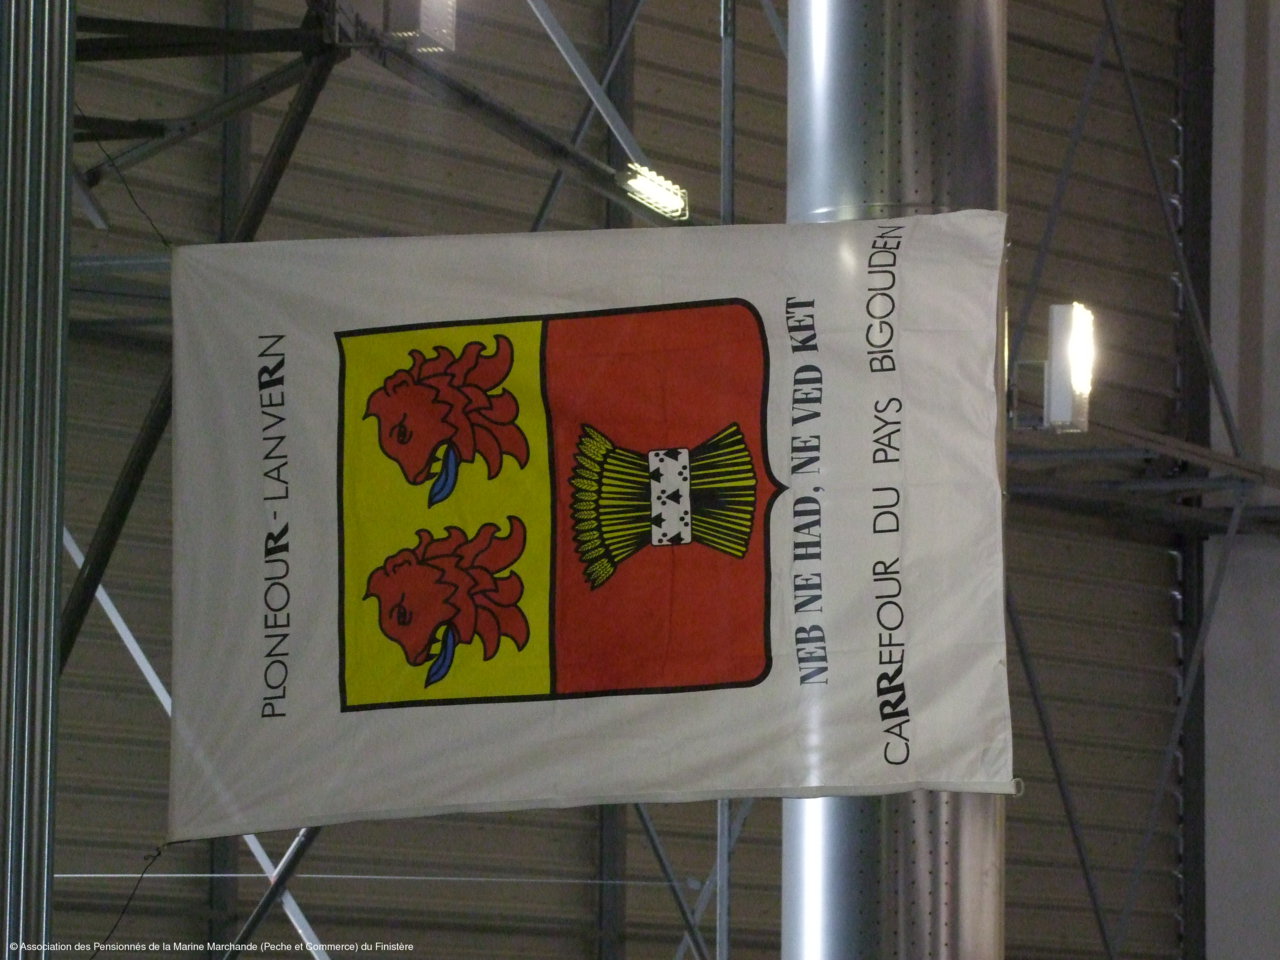 PLONEOUR-LANVERN
NEB NE HAD, NE VED KET
CARREFOUR DU PAYS BIGOUDEN
© Association des Pensionnés de la Marine Marchande (Peche et Commerce) du Finistère